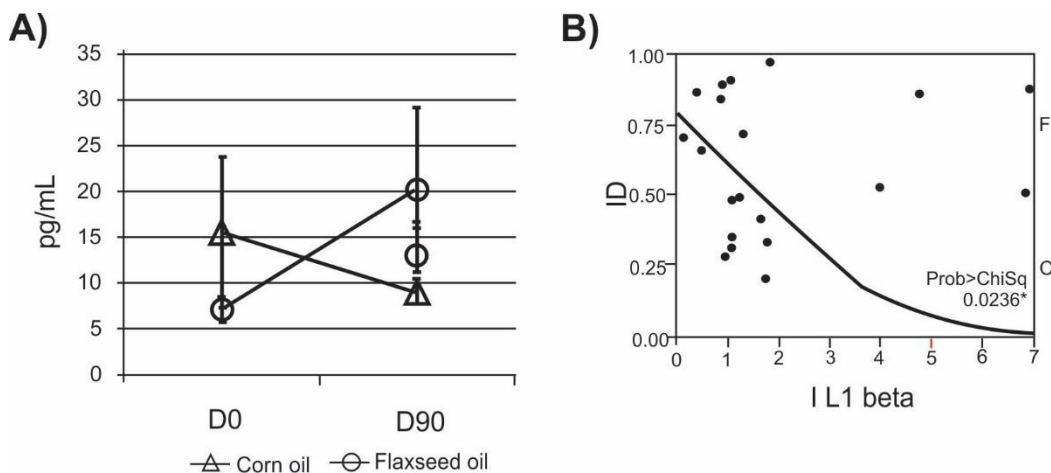 A)
35
30
25
20
15
10
5
0
pg/mL
D0 D90
Corn oil Flaxseed oil
B)
1.00
0.75
0.50
0.25
0.00
ID
F
C
Prob>ChiSq
0.0236*
0 1 2 3 4 5 6 7
I L1 beta